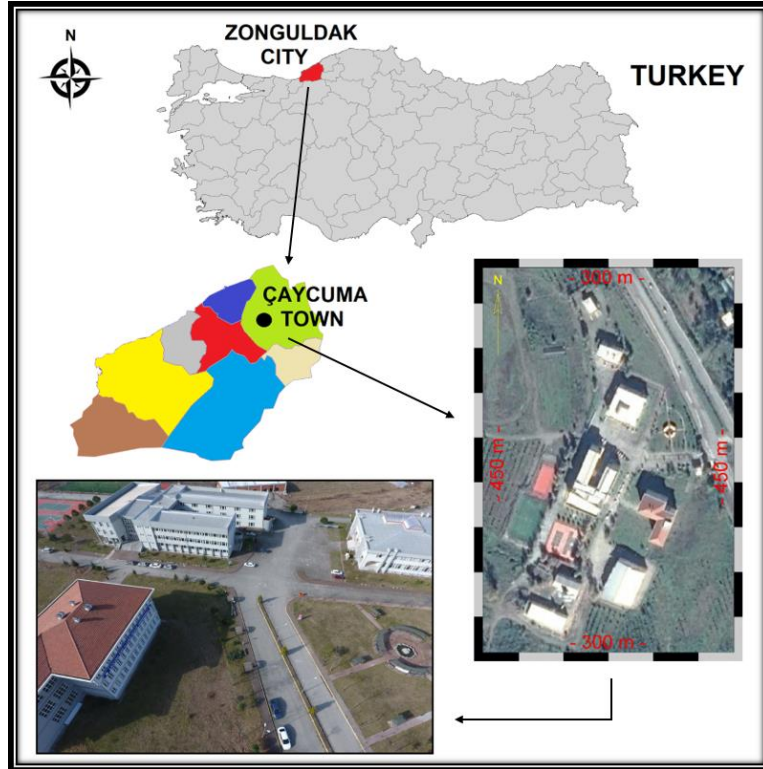 N
ZONGULDAK
CITY
TURKEY
ÇAYCUMA
TOWN
- 300 m -
N
- 450 m -
- 450 m -
- 300 m -